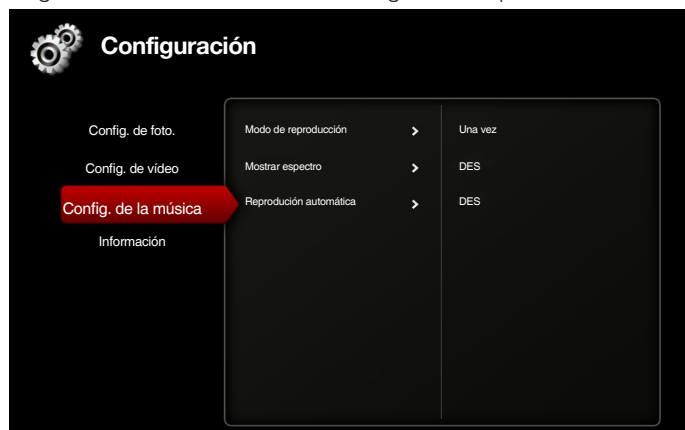 Configuración
Config. de foto.
Config. de vídeo
Config. de la música
Información
Modo de reproducción > Una vez
Mostrar espectro > DES
Reprodución automática > DES